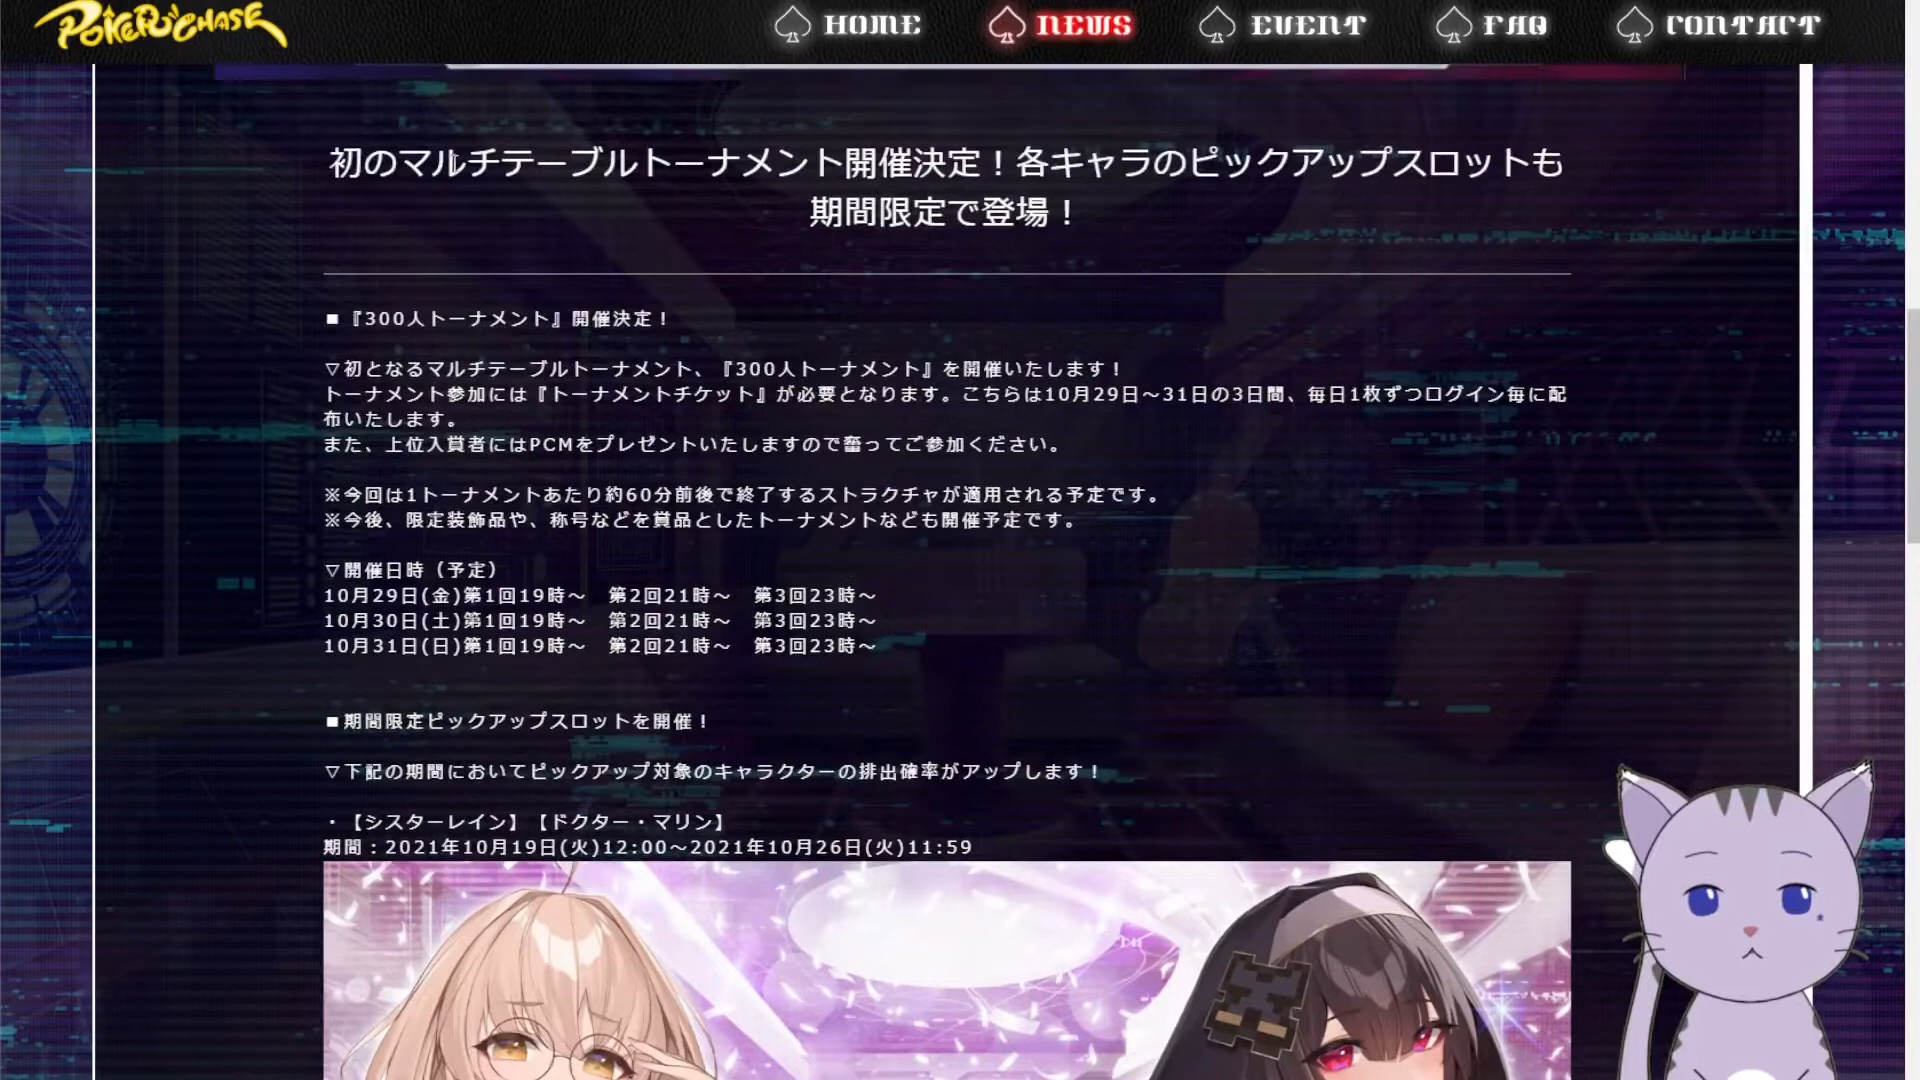 POKER CHASE
HOME
NEWS
EVENT
FAQ
CONTACT
初のマルチテーブルトーナメント開催決定！各キャラのピックアップスロットも
期間限定で登場！
■『300人トーナメント』開催決定！
▽初となるマルチテーブルトーナメント、『300人トーナメント』を開催いたします！
トーナメント参加には『トーナメントチケット』が必要となります。こちらは10月29日～31日の3日間、毎日1枚ずつログイン毎に配
布いたします。
また、上位入賞者にはPCMをプレゼントいたしますので奮ってご参加ください。
※今回は1トーナメントあたり約60分前後で終了するストラクチャが適用される予定です。
※今後、限定装飾品や、称号などを賞品としたトーナメントなども開催予定です。
▽開催日時（予定）
10月29日(金)第1回19時～　第2回21時～　第3回23時～
10月30日(土)第1回19時～　第2回21時～　第3回23時～
10月31日(日)第1回19時～　第2回21時～　第3回23時～
■期間限定ピックアップスロットを開催！
▽下記の期間においてピックアップ対象のキャラクターの排出確率がアップします！
・【シスターレイン】【ドクター・マリン】
期間：2021年10月19日(火)12:00～2021年10月26日(火)11:59